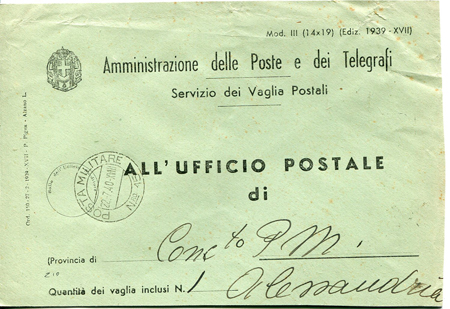 Mod. III (14x19) (Ediz. 1939 - XVII)
Amministrazione delle Poste e dei Telegrafi
Servizio dei Vaglia Postali
POSTA MILITARE
ALL'UFFICIO POSTALE
di
Conc.to P. M.
(Provincia di
Quantità dei vaglia inclusi N. 1 Alessandria